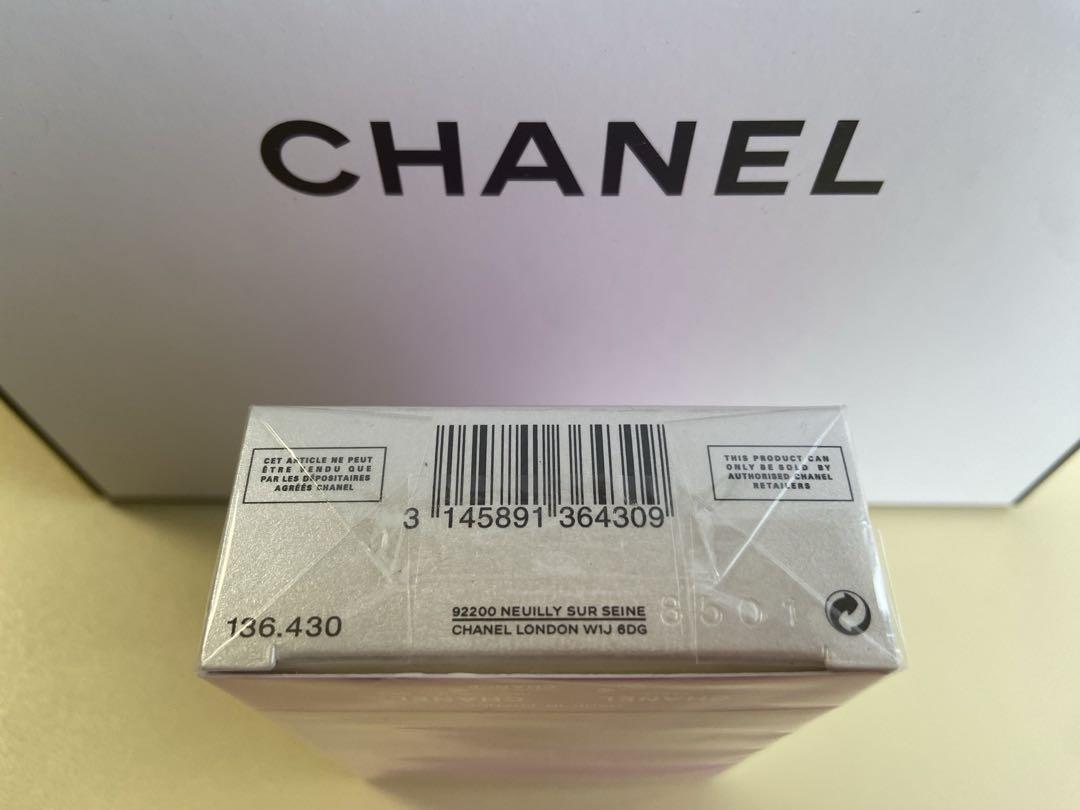 CHANEL
CET ARTICLE NE PEUT
ÊTRE VENDU QUE
PAR LES DÉPOSITAIRES
AGRÉÉS CHANEL
THIS PRODUCT CAN
ONLY BE SOLD BY
AUTHORISED CHANEL
RETAILERS
3 145891 364309
136.430
92200 NEUILLY SUR SEINE
CHANEL LONDON W1J 6DG
8501